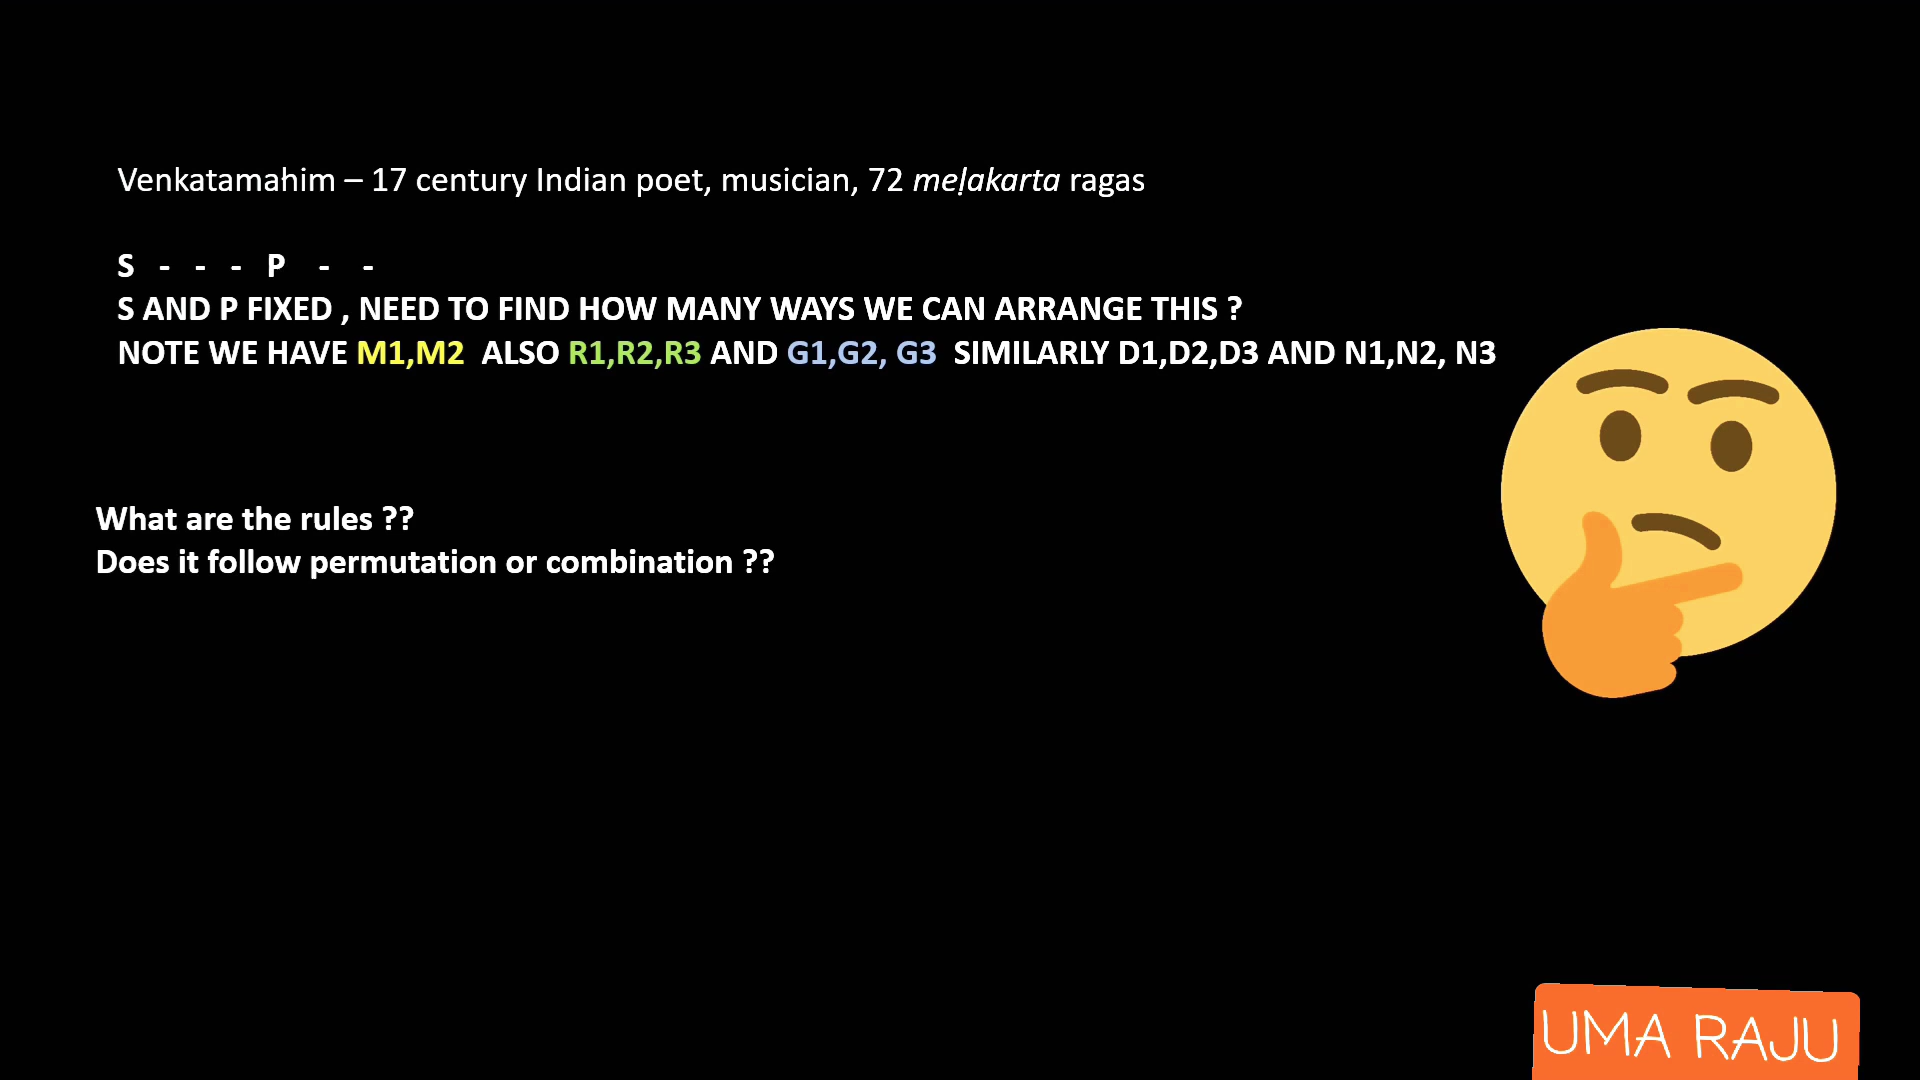 Venkatamahim – 17 century Indian poet, musician, 72 meḷakarta ragas
S - - - P - -
S AND P FIXED , NEED TO FIND HOW MANY WAYS WE CAN ARRANGE THIS ?
NOTE WE HAVE M1,M2 ALSO R1,R2,R3 AND G1,G2, G3 SIMILARLY D1,D2,D3 AND N1,N2, N3
What are the rules ??
Does it follow permutation or combination ??
UMA RAJU